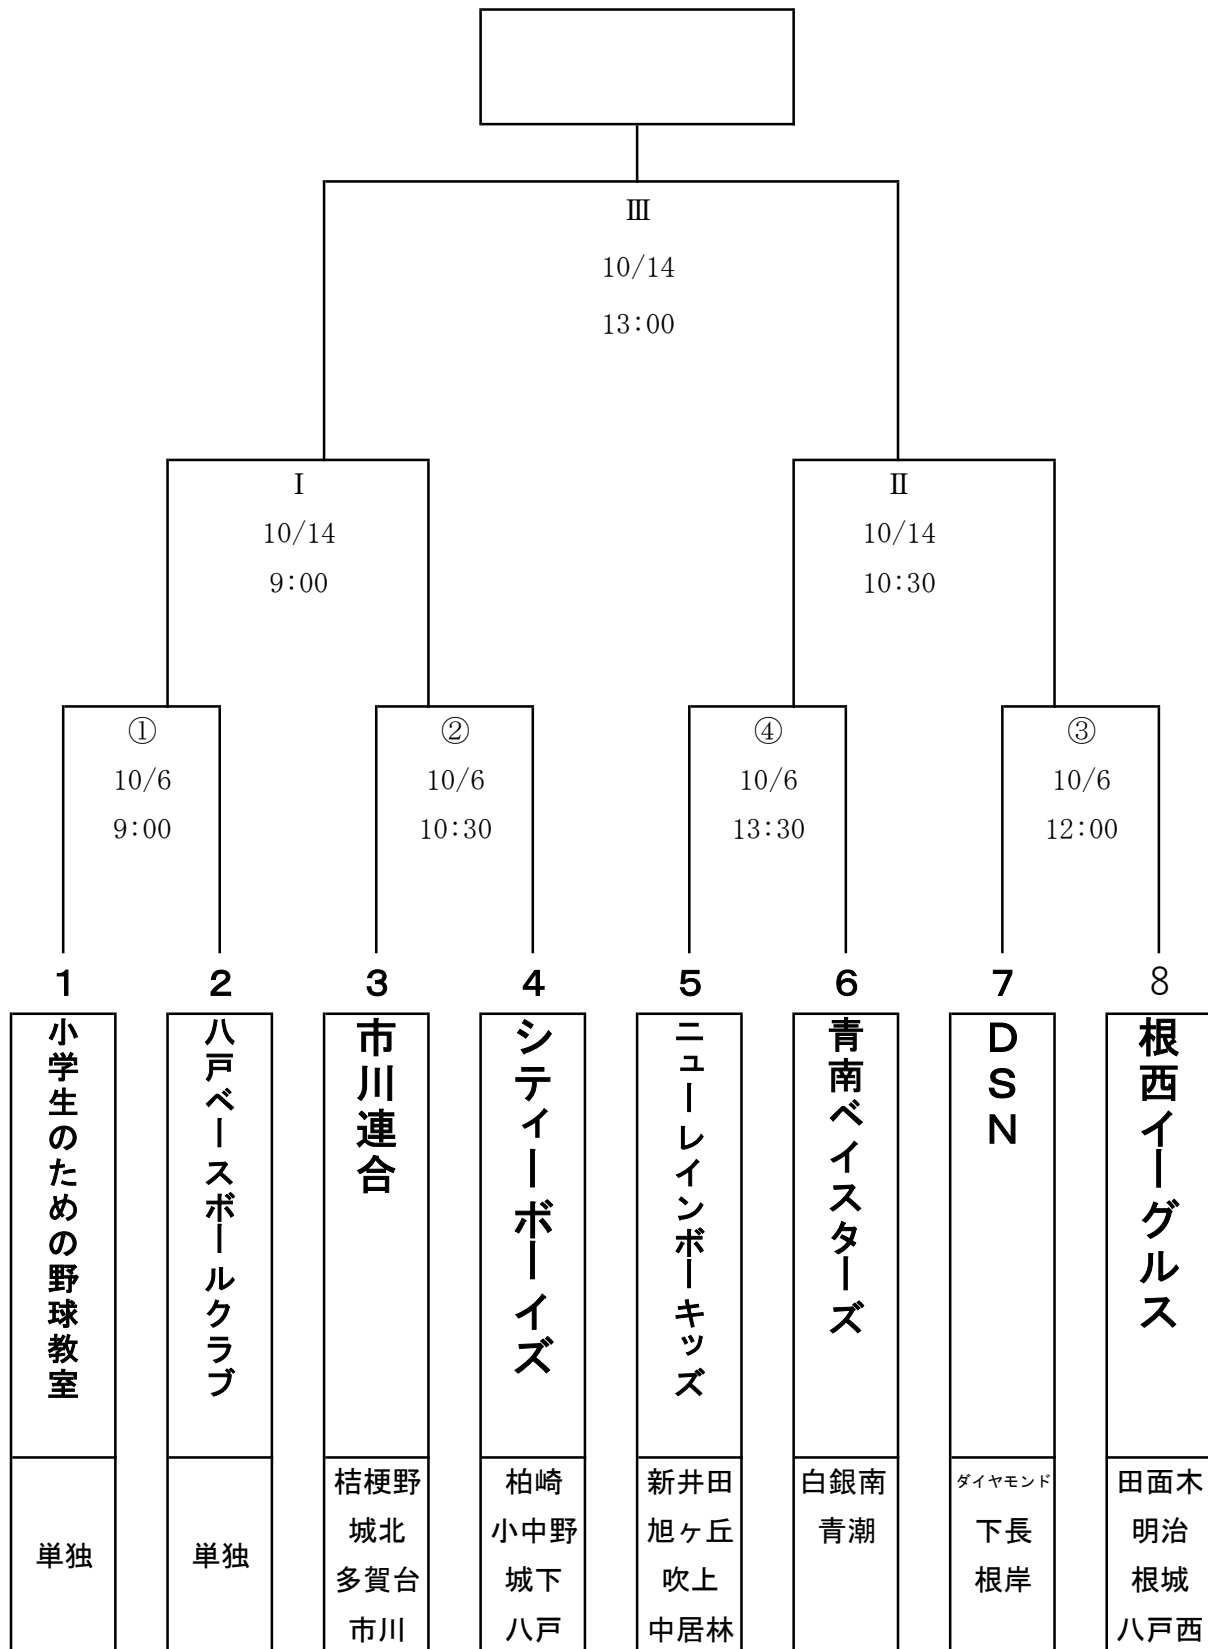 Ⅲ
10/14
13:00
Ⅰ
10/14
9:00
Ⅱ
10/14
10:30
①
10/6
9:00
②
10/6
10:30
④
10/6
13:30
③
10/6
12:00
1
2
3
4
5
6
7
8
小学生のための野球教室
八戸ベースボールクラブ
市川連合
シティーボーイズ
ニューレインボーキッズ
青南ベイスターズ
DSN
根西イーグルス
単独
単独
桔梗野
城北
多賀台
市川
柏崎
小中野
城下
八戸
新井田
旭ヶ丘
吹上
中居林
白銀南
青潮
ダイヤモンド
下長
根岸
田面木
明治
根城
八戸西